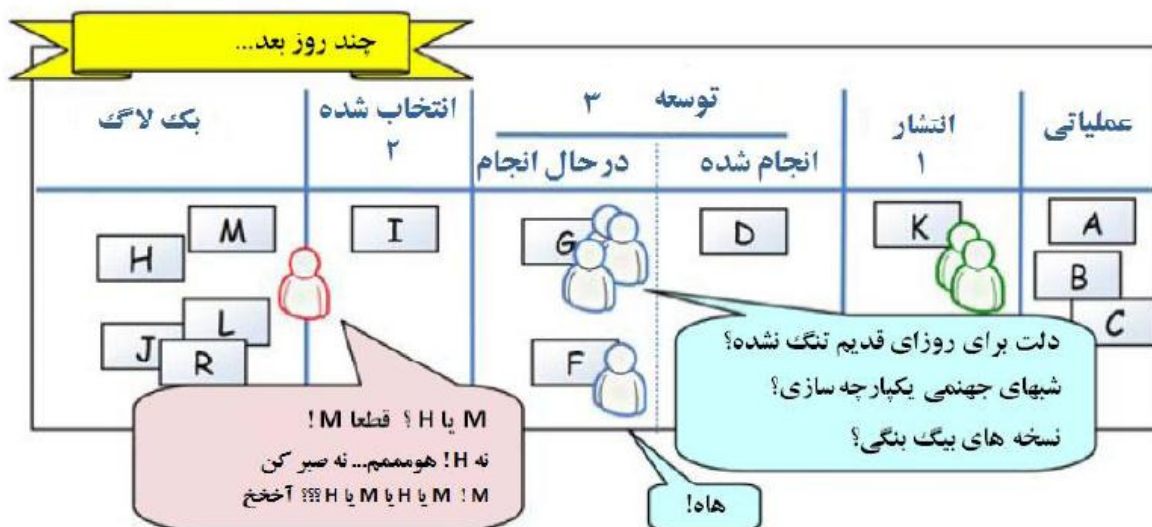 چند روز بعد...
بک لاگ
انتخاب شده
۲
توسعه ۳
در حال انجام
انجام شده
انتشار
۱
عملیاتی
M
H
L
J
R
I
G
F
D
K
A
B
C
M یا H ؟ قطعا M !
نه H ! هومممم... نه صبر کن
M ! M یا H یا M یا H ؟؟؟ آخخخ
دلت برای روزای قدیم تنگ نشده؟
شبهای جهنمی یکپارچه سازی؟
نسخه های بیگ بنگی؟
هاه!